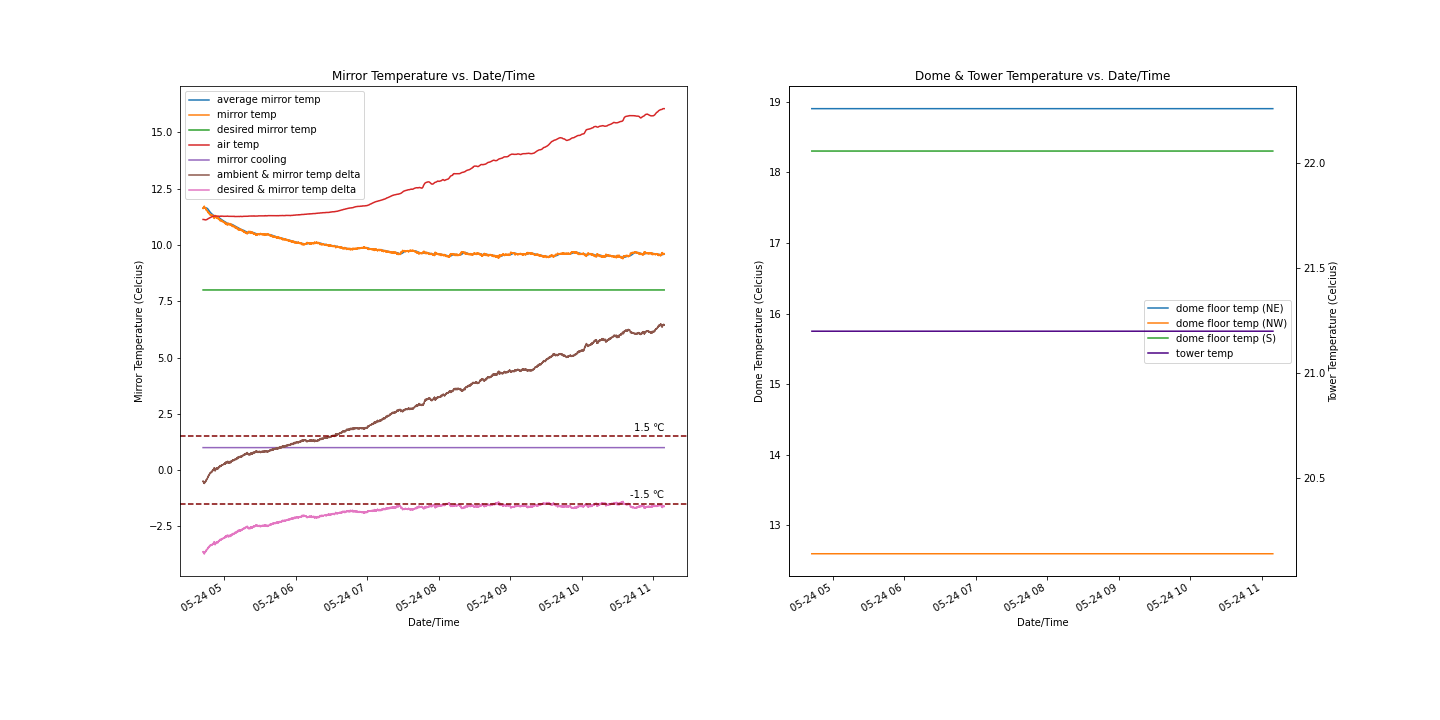 Mirror Temperature vs. Date/Time
average mirror temp
mirror temp
desired mirror temp
air temp
mirror cooling
ambient & mirror temp delta
desired & mirror temp delta
Mirror Temperature (Celcius)
15.0
12.5
10.0
7.5
5.0
2.5
0.0
−2.5
1.5 °C
-1.5 °C
05-24 05
05-24 06
05-24 07
05-24 08
05-24 09
05-24 10
05-24 11
Date/Time
Dome & Tower Temperature vs. Date/Time
Dome Temperature (Celcius)
19
18
17
16
15
14
13
dome floor temp (NE)
dome floor temp (NW)
dome floor temp (S)
tower temp
22.0
21.5
21.0
20.5
Tower Temperature (Celcius)
05-24 05
05-24 06
05-24 07
05-24 08
05-24 09
05-24 10
05-24 11
Date/Time